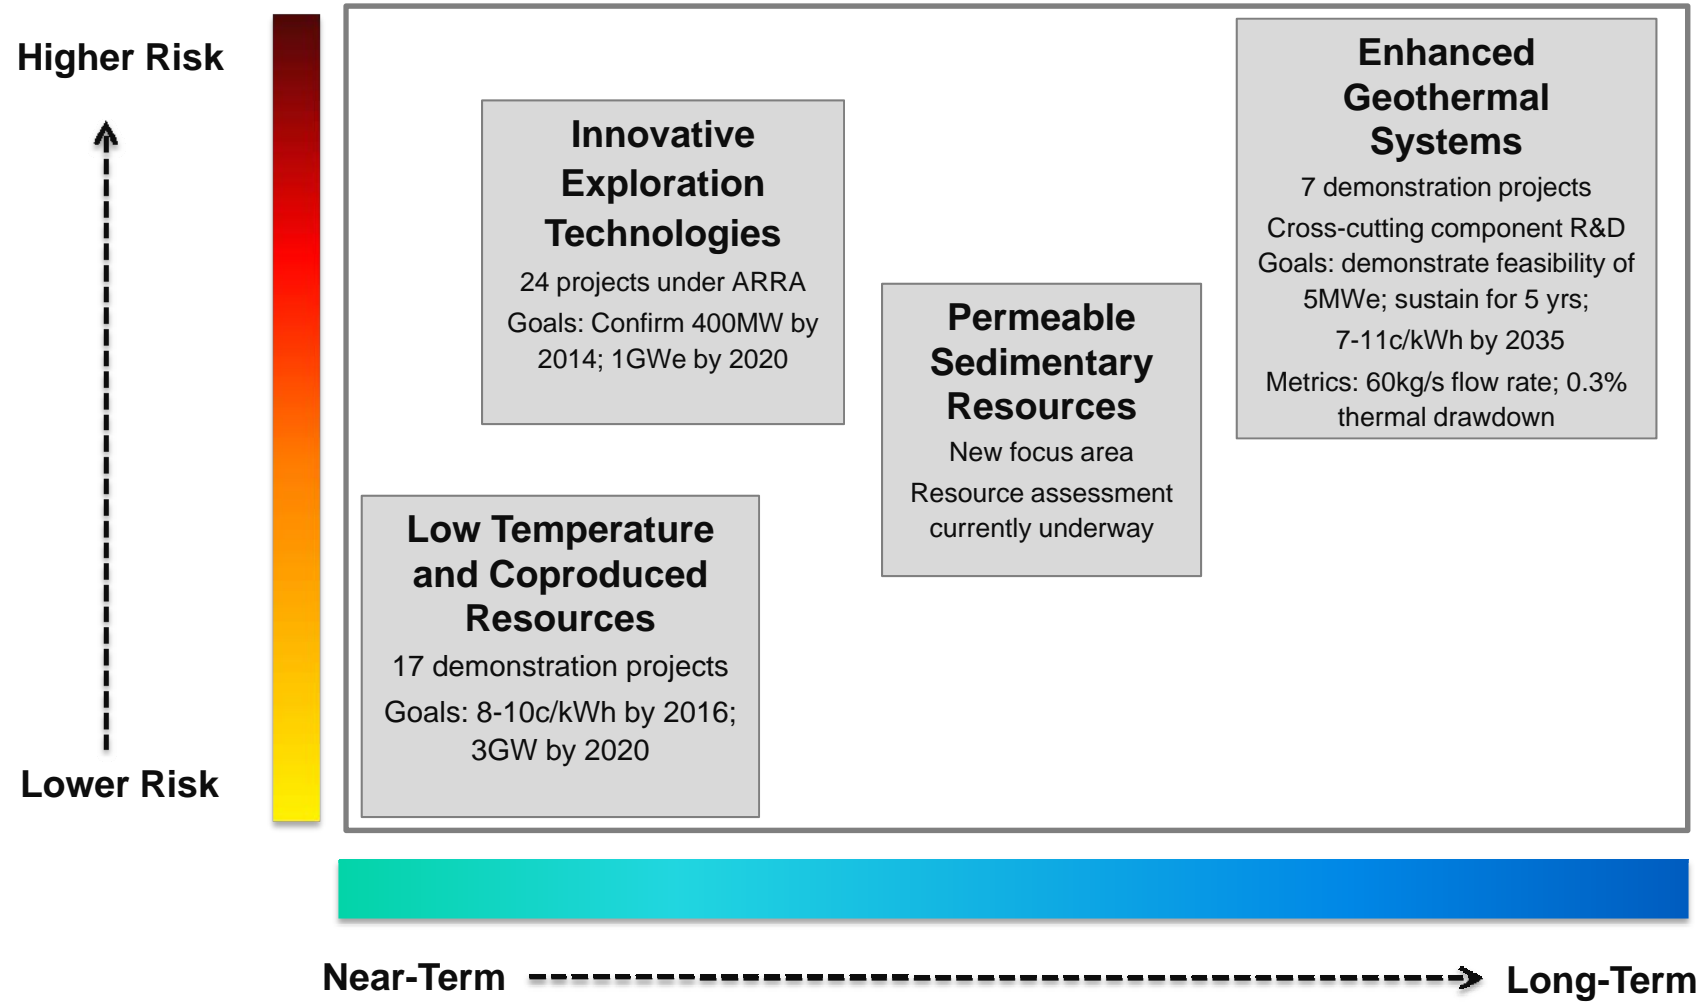 Higher Risk
Lower Risk
Innovative
Exploration
Technologies
24 projects under ARRA
Goals: Confirm 400MW by
2014; 1GWe by 2020
Low Temperature
and Coproduced
Resources
17 demonstration projects
Goals: 8-10c/kWh by 2016;
3GW by 2020
Permeable
Sedimentary
Resources
New focus area
Resource assessment
currently underway
Enhanced
Geothermal
Systems
7 demonstration projects
Cross-cutting component R&D
Goals: demonstrate feasibility of
5MWe; sustain for 5 yrs;
7-11c/kWh by 2035
Metrics: 60kg/s flow rate; 0.3%
thermal drawdown
Near-Term
Long-Term